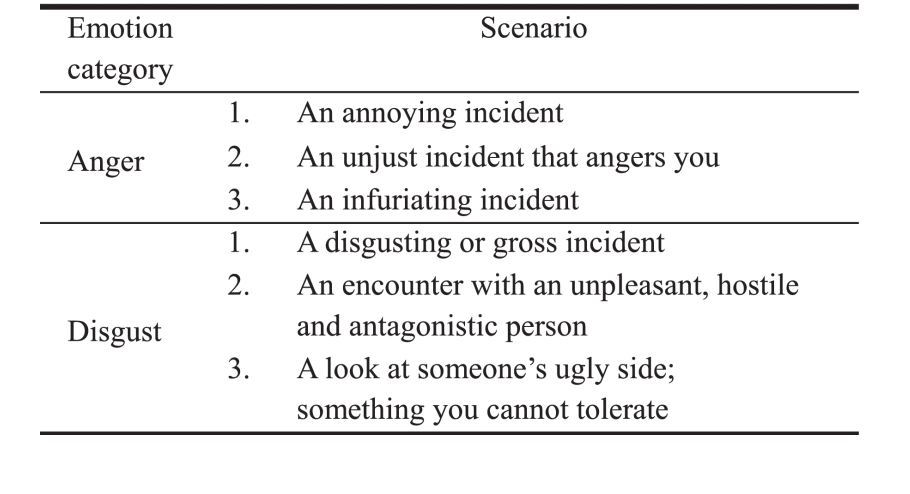 Emotion category Scenario
Anger
1. An annoying incident
2. An unjust incident that angers you
3. An infuriating incident
Disgust
1. A disgusting or gross incident
2. An encounter with an unpleasant, hostile
and antagonistic person
3. A look at someone’s ugly side;
something you cannot tolerate